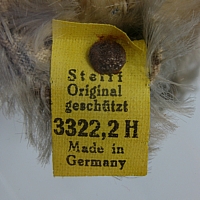 Steiff
Original
geschützt
3322,2 H
Made in
Germany